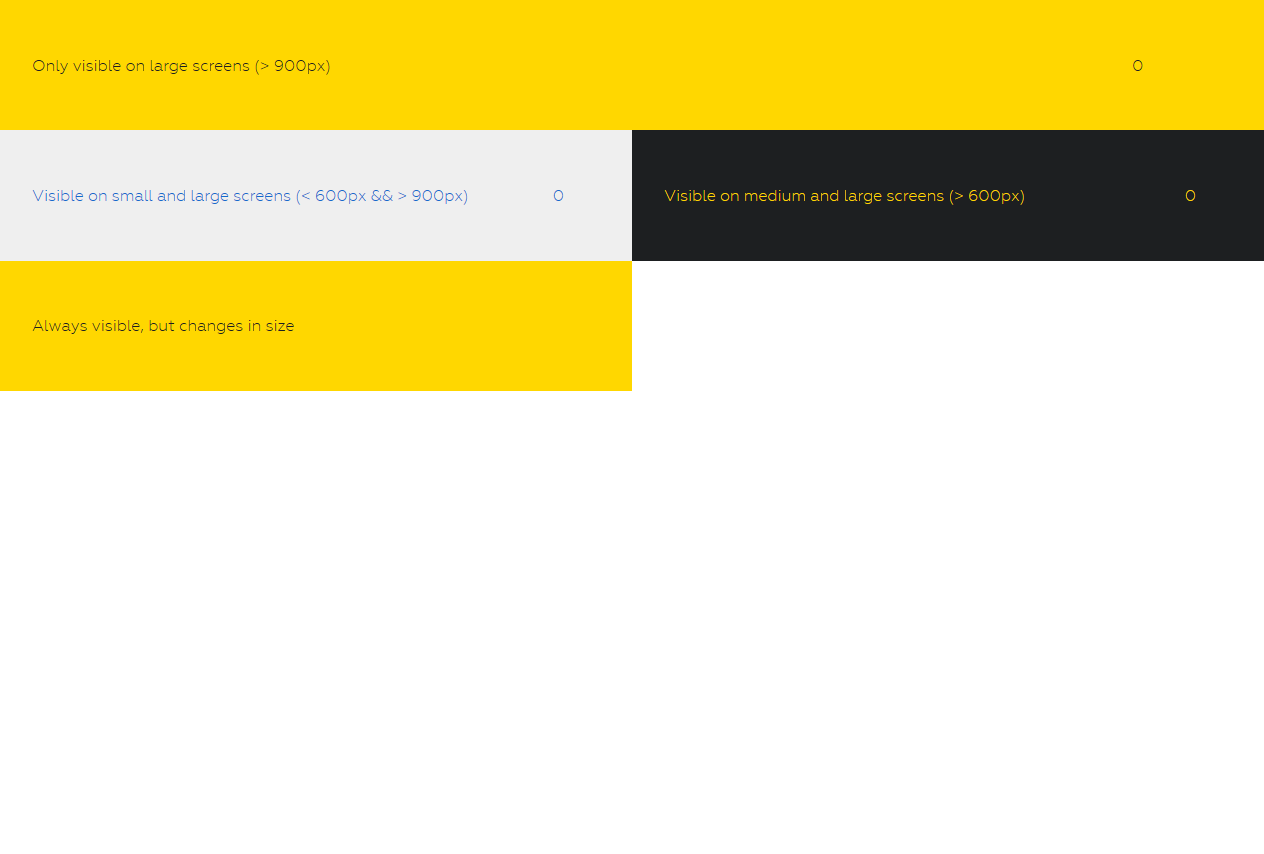 Only visible on large screens (> 900px) 0
Visible on small and large screens (< 600px && > 900px) 0
Visible on medium and large screens (> 600px) 0
Always visible, but changes in size